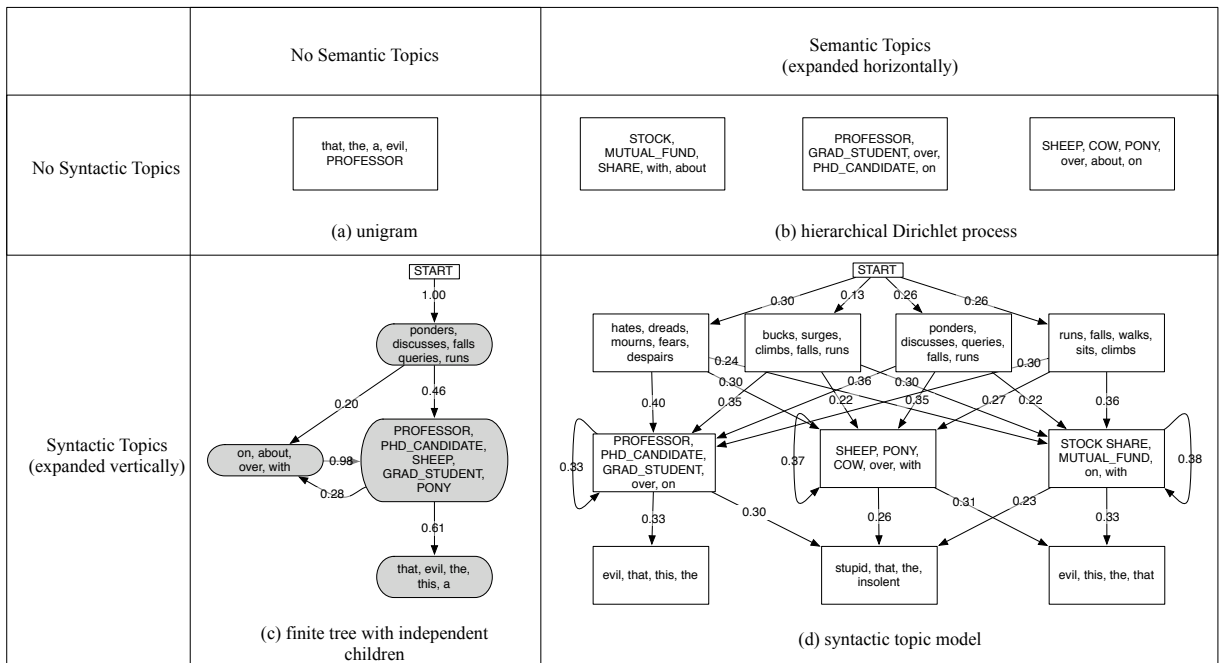 No Semantic Topics
Semantic Topics
(expanded horizontally)
No Syntactic Topics
that, the, a, evil,
PROFESSOR
(a) unigram
STOCK,
MUTUAL_FUND,
SHARE, with, about
PROFESSOR,
GRAD_STUDENT, over,
PHD_CANDIDATE, on
SHEEP, COW, PONY,
over, about, on
(b) hierarchical Dirichlet process
Syntactic Topics
(expanded vertically)
START
1.00
ponders,
discusses, falls
queries, runs
0.20
0.46
on, about,
over, with
0.98
0.28
PROFESSOR,
PHD_CANDIDATE,
SHEEP,
GRAD_STUDENT,
PONY
0.61
that, evil, the,
this, a
(c) finite tree with independent
children
START
0.30
0.13
0.26
0.26
hates, dreads,
mourns, fears,
despairs
bucks, surges,
climbs, falls, runs
ponders,
discusses, queries,
falls, runs
runs, falls, walks,
sits, climbs
0.24
0.30
0.40
0.30
0.35
0.22
0.36
0.35
0.30
0.22
0.27
0.36
0.33
PROFESSOR,
PHD_CANDIDATE,
GRAD_STUDENT,
over, on
0.37
SHEEP, PONY,
COW, over, with
STOCK SHARE,
MUTUAL_FUND,
on, with
0.38
0.33
0.30
0.26
0.31
0.23
0.33
evil, that, this, the
stupid, that, the,
insolent
evil, this, the, that
(d) syntactic topic model